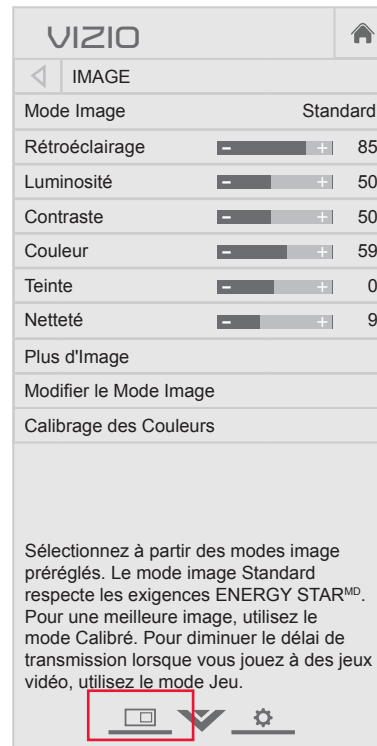 VIZIO
IMAGE
Mode Image Standard
Rétroéclairage - + 85
Luminosité - + 50
Contraste - + 50
Couleur - + 59
Teinte - + 0
Netteté - + 9
Plus d'Image
Modifier le Mode Image
Calibrage des Couleurs
Sélectionnez à partir des modes image
préréglés. Le mode image Standard
respecte les exigences ENERGY STARᴹᴰ.
Pour une meilleure image, utilisez le
mode Calibré. Pour diminuer le délai de
transmission lorsque vous jouez à des jeux
vidéo, utilisez le mode Jeu.